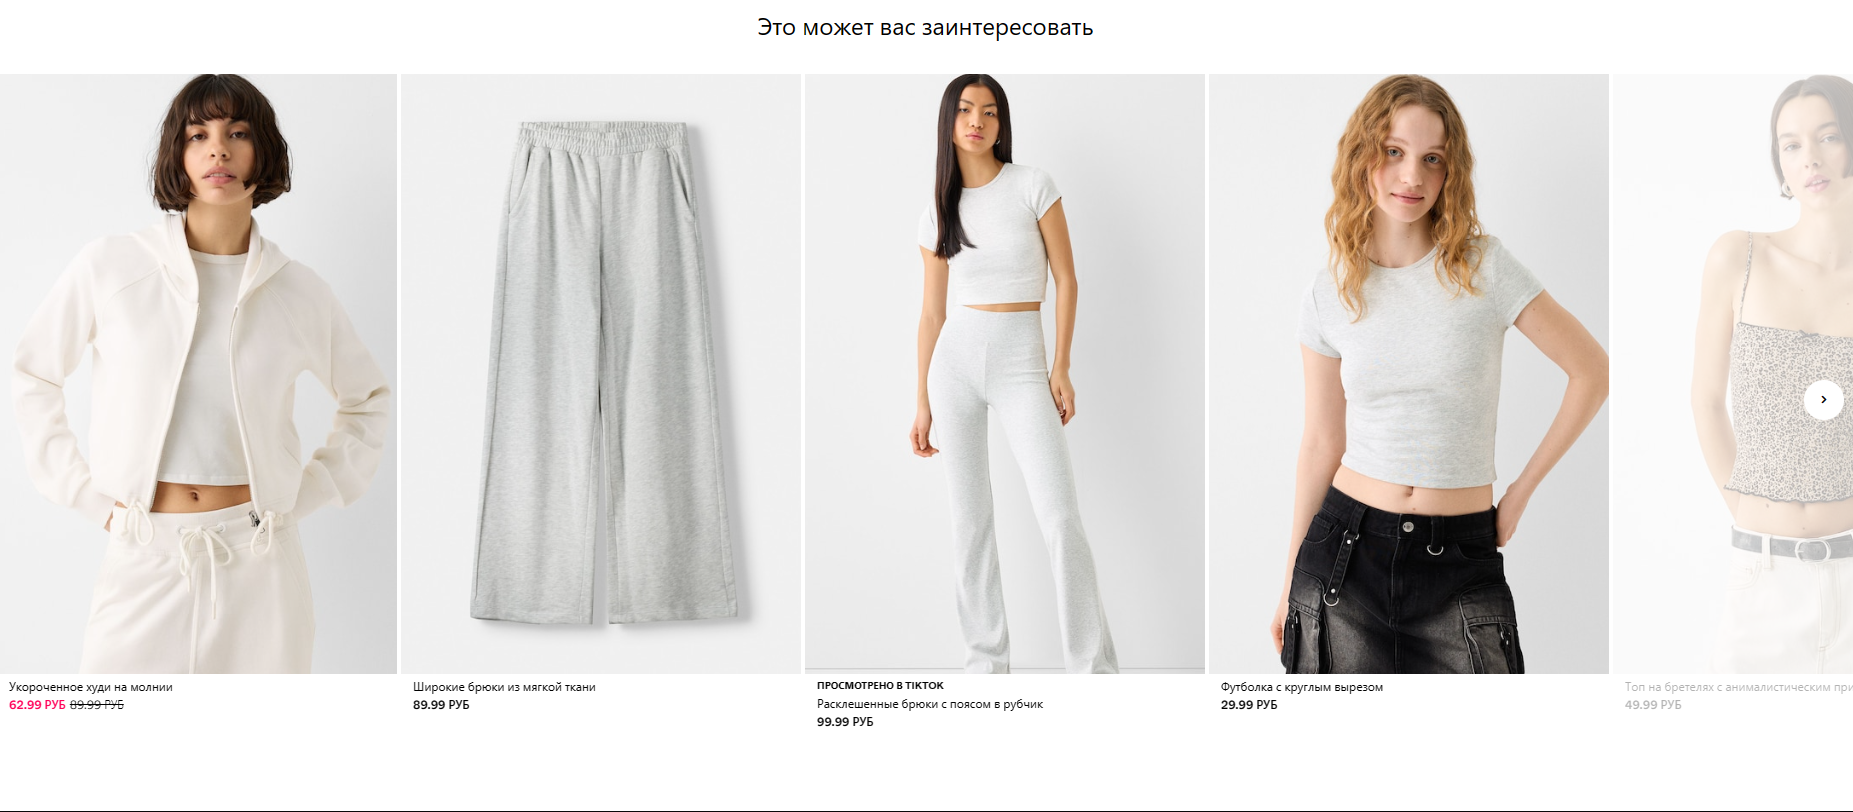 Это может вас заинтересовать
Укороченное худи на молнии
62.99 РУБ 89.99 РУБ
Широкие брюки из мягкой ткани
89.99 РУБ
ПРОСМОТРЕНО В TIKTOK
Расклешенные брюки с поясом в рубчик
99.99 РУБ
Футболка с круглым вырезом
29.99 РУБ
Топ на бретелях с анималистическим при
49.99 РУБ